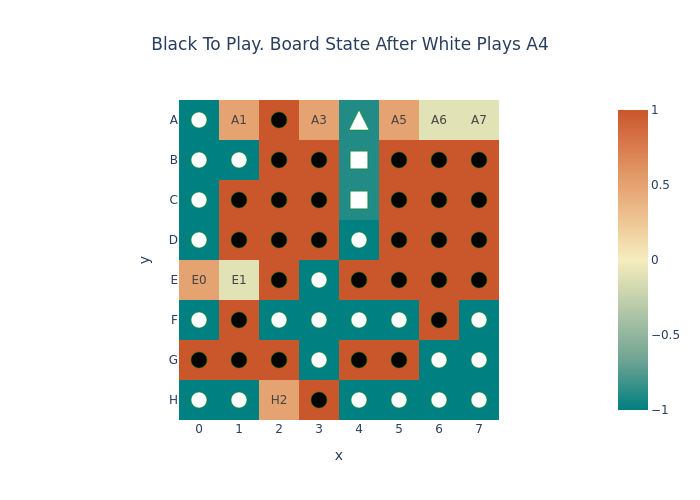 Black To Play. Board State After White Plays A4
A A1 A3 A5 A6 A7
B
C
D
E E0 E1
F
G
H H2
0 1 2 3 4 5 6 7
x
y
1
0.5
0
−0.5
−1